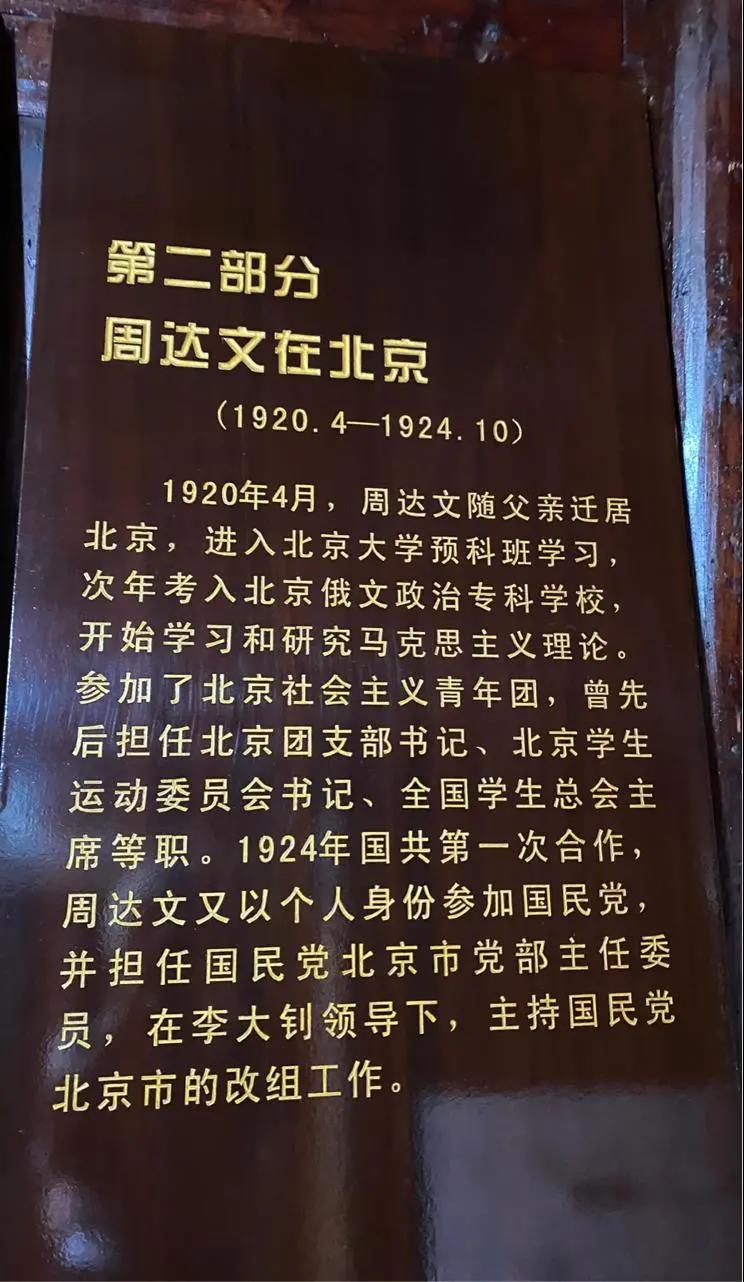 第二部分
周达文在北京
(1920.4—1924.10)
1920年4月，周达文随父亲迁居
北京，进入北京大学预科班学习，
次年考入北京俄文政治专科学校，
开始学习和研究马克思主义理论。
参加了北京社会主义青年团，曾先
后担任北京团支部书记、北京学生
运动委员会书记、全国学生总会主
席等职。1924年国共第一次合作，
周达文又以个人身份参加国民党，
并担任国民党北京市党部主任委
员，在李大钊领导下，主持国民党
北京市的改组工作。